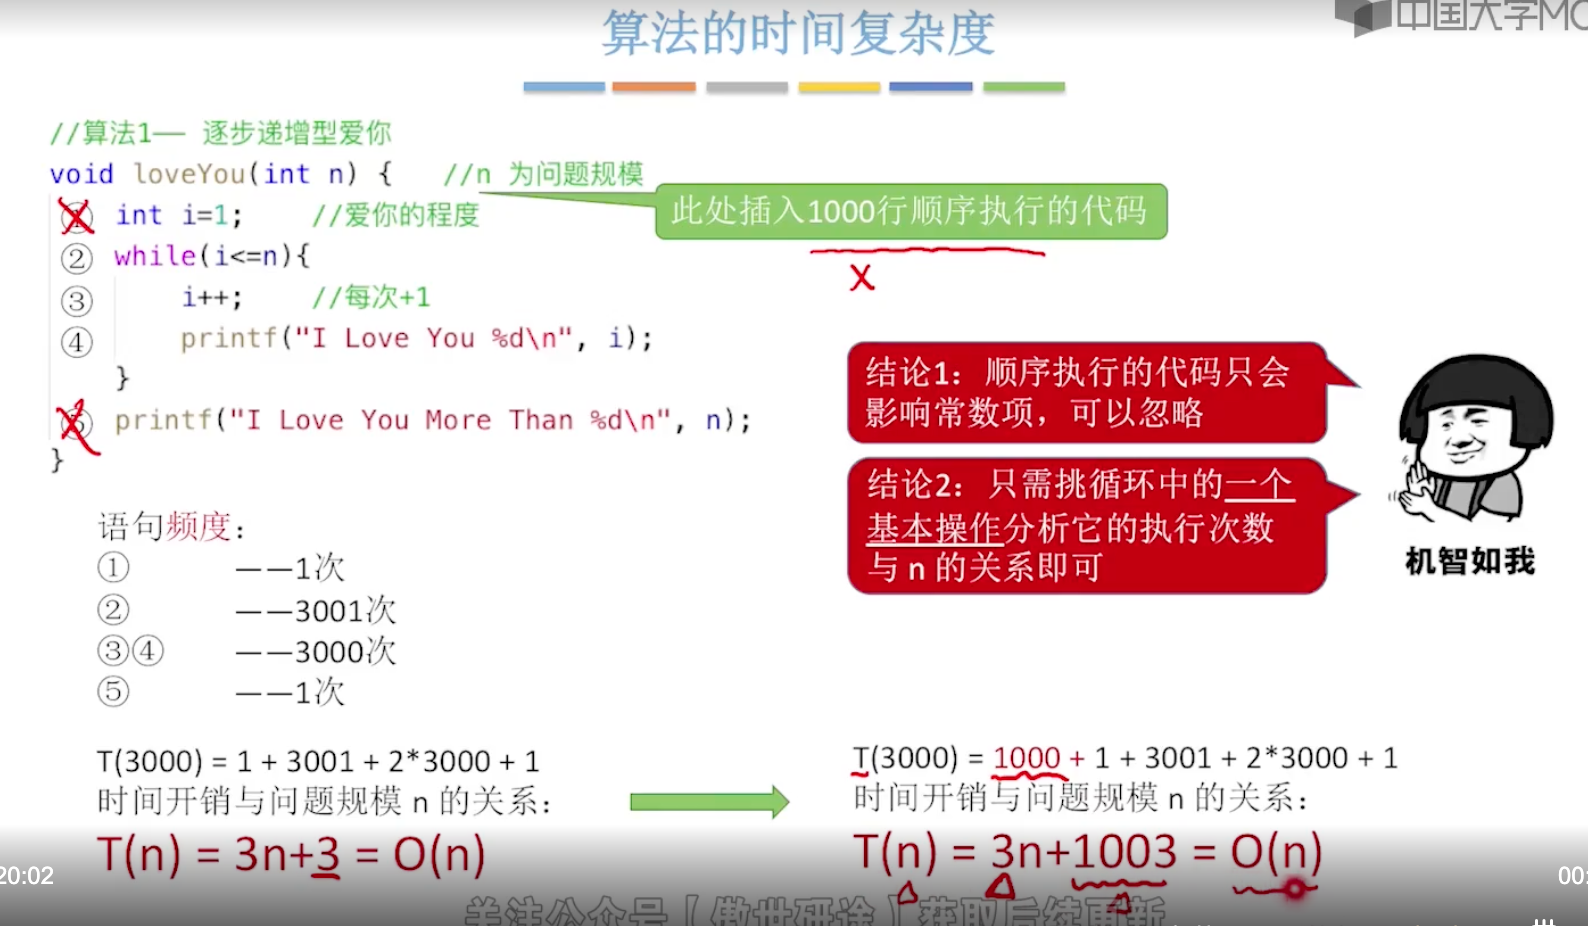 算法的时间复杂度
中国大学MO
//算法1—— 逐步递增型爱你
void loveYou(int n) {   //n 为问题规模
此处插入1000行顺序执行的代码
int i=1;    //爱你的程度
② while(i<=n){
③ i++;    //每次+1
④ printf("I Love You %d\n", i);
}
printf("I Love You More Than %d\n", n);
}
X
结论1：顺序执行的代码只会
影响常数项，可以忽略
结论2：只需挑循环中的一个
基本操作分析它的执行次数
与 n 的关系即可
机智如我
语句频度：
① ——1次
② ——3001次
③④ ——3000次
⑤ ——1次
T(3000) = 1 + 3001 + 2*3000 + 1
时间开销与问题规模 n 的关系：
T(n) = 3n+3 = O(n)
T(3000) = 1000 + 1 + 3001 + 2*3000 + 1
时间开销与问题规模 n 的关系：
T(n) = 3n+1003 = O(n)
20:02
00:
关注公众号【傲世研途】获取后续更新